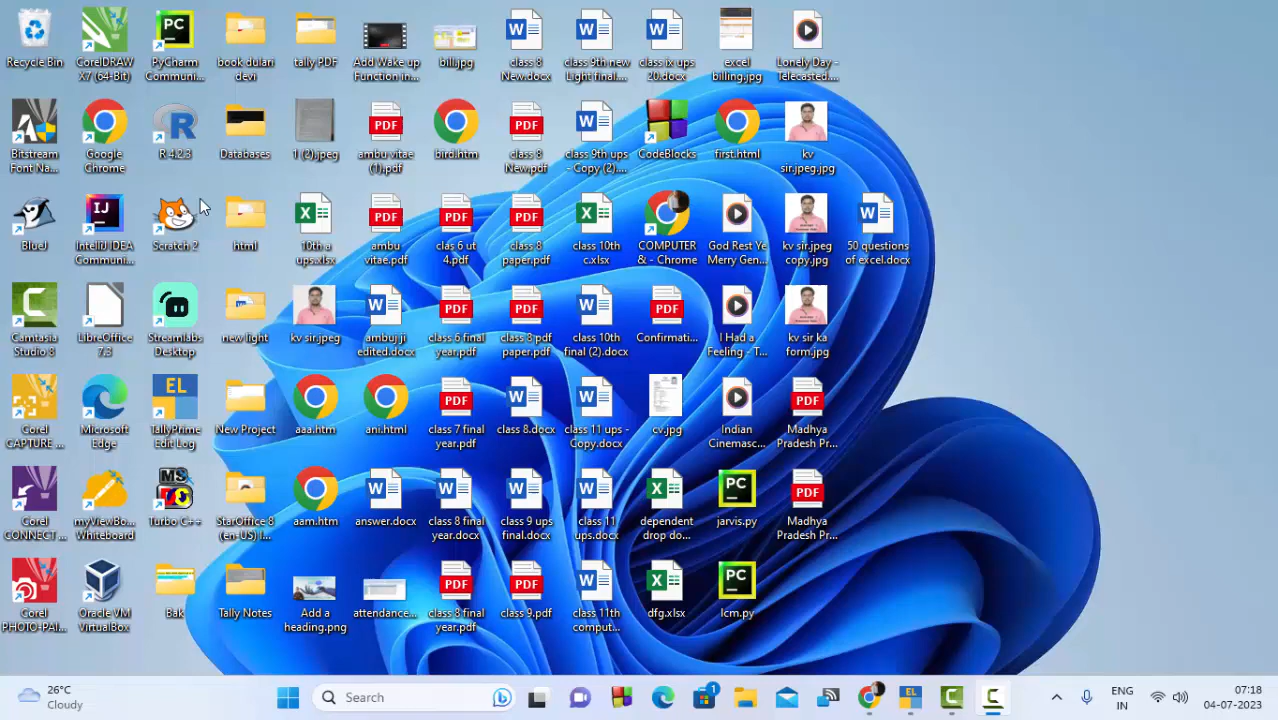 Recycle Bin
CorelDRAW
X7 (64-Bit)
PyCharm
Communi...
book dulari
devi
tally PDF
Add Wake up
Function in...
bill.jpg
class 8
New.docx
class 9th new
Light final....
class ix ups
20.docx
excel
billing.jpg
Lonely Day -
Telecasted....
Bitstream
Font Na...
Google
Chrome
R 4.2.3
Databases
1 (2).jpeg
ambu vitae
(1).pdf
bird.htm
class 8
New.pdf
class 9th ups
- Copy (2)....
CodeBlocks
first.html
kv
sir.jpeg.jpg
BlueJ
IntelliJ IDEA
Communi...
Scratch 2
html
10th a
ups.xlsx
ambu
vitae.pdf
clas 6 ut
4.pdf
class 8
paper.pdf
class 10th
c.xlsx
COMPUTER
& - Chrome
God Rest Ye
Merry Gen...
kv sir.jpeg
copy.jpg
50 questions
of excel.docx
Camtasia
Studio 8
LibreOffice
7.3
Streamlabs
Desktop
new light
kv sir.jpeg
ambuj ji
edited.docx
class 6 final
year.pdf
class 8 pdf
paper.pdf
class 10th
final (2).docx
Confirmati...
I Had a
Feeling - T...
kv sir ka
form.jpg
Corel
CAPTURE ...
Microsoft
Edge
EL
TallyPrime
Edit Log
New Project
aaa.htm
ani.html
class 7 final
year.pdf
class 8.docx
class 11 ups -
Copy.docx
cv.jpg
Indian
Cinemasc...
Madhya
Pradesh Pr...
Corel
CONNECT ...
myViewBo...
Whiteboard
Turbo C++
StarOffice 8
(en-US) I...
aam.htm
answer.docx
class 8 final
year.docx
class 9 ups
final.docx
class 11
ups.docx
dependent
drop do...
jarvis.py
Madhya
Pradesh Pr...
Corel
PHOTO-PAI...
Oracle VM
VirtualBox
Bak
Tally Notes
Add a
heading.png
attendance...
class 8 final
year.pdf
class 9.pdf
class 11th
comput...
dfg.xlsx
lcm.py
26°C
Cloudy
Search
1
EL
ENG
IN
07:18
04-07-2023